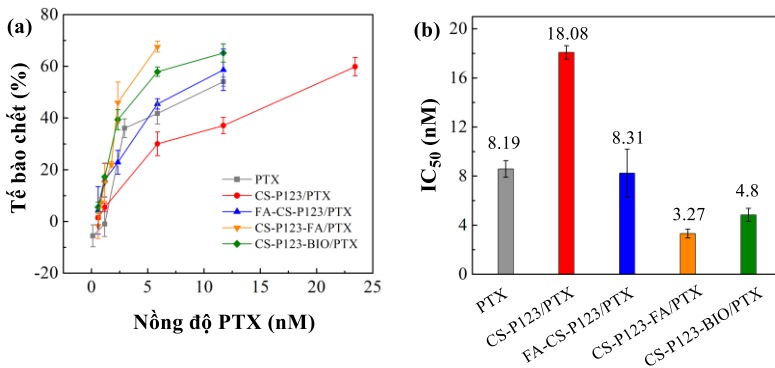 (a)
Tế bào chết (%)
80
60
40
20
0
-20
PTX
CS-P123/PTX
FA-CS-P123/PTX
CS-P123-FA/PTX
CS-P123-BIO/PTX
0 5 10 15 20 25
Nồng độ PTX (nM)
(b)
IC50 (nM)
20
16
12
8
4
0
8.19
18.08
8.31
3.27
4.8
PTX
CS-P123/PTX
FA-CS-P123/PTX
CS-P123-FA/PTX
CS-P123-BIO/PTX